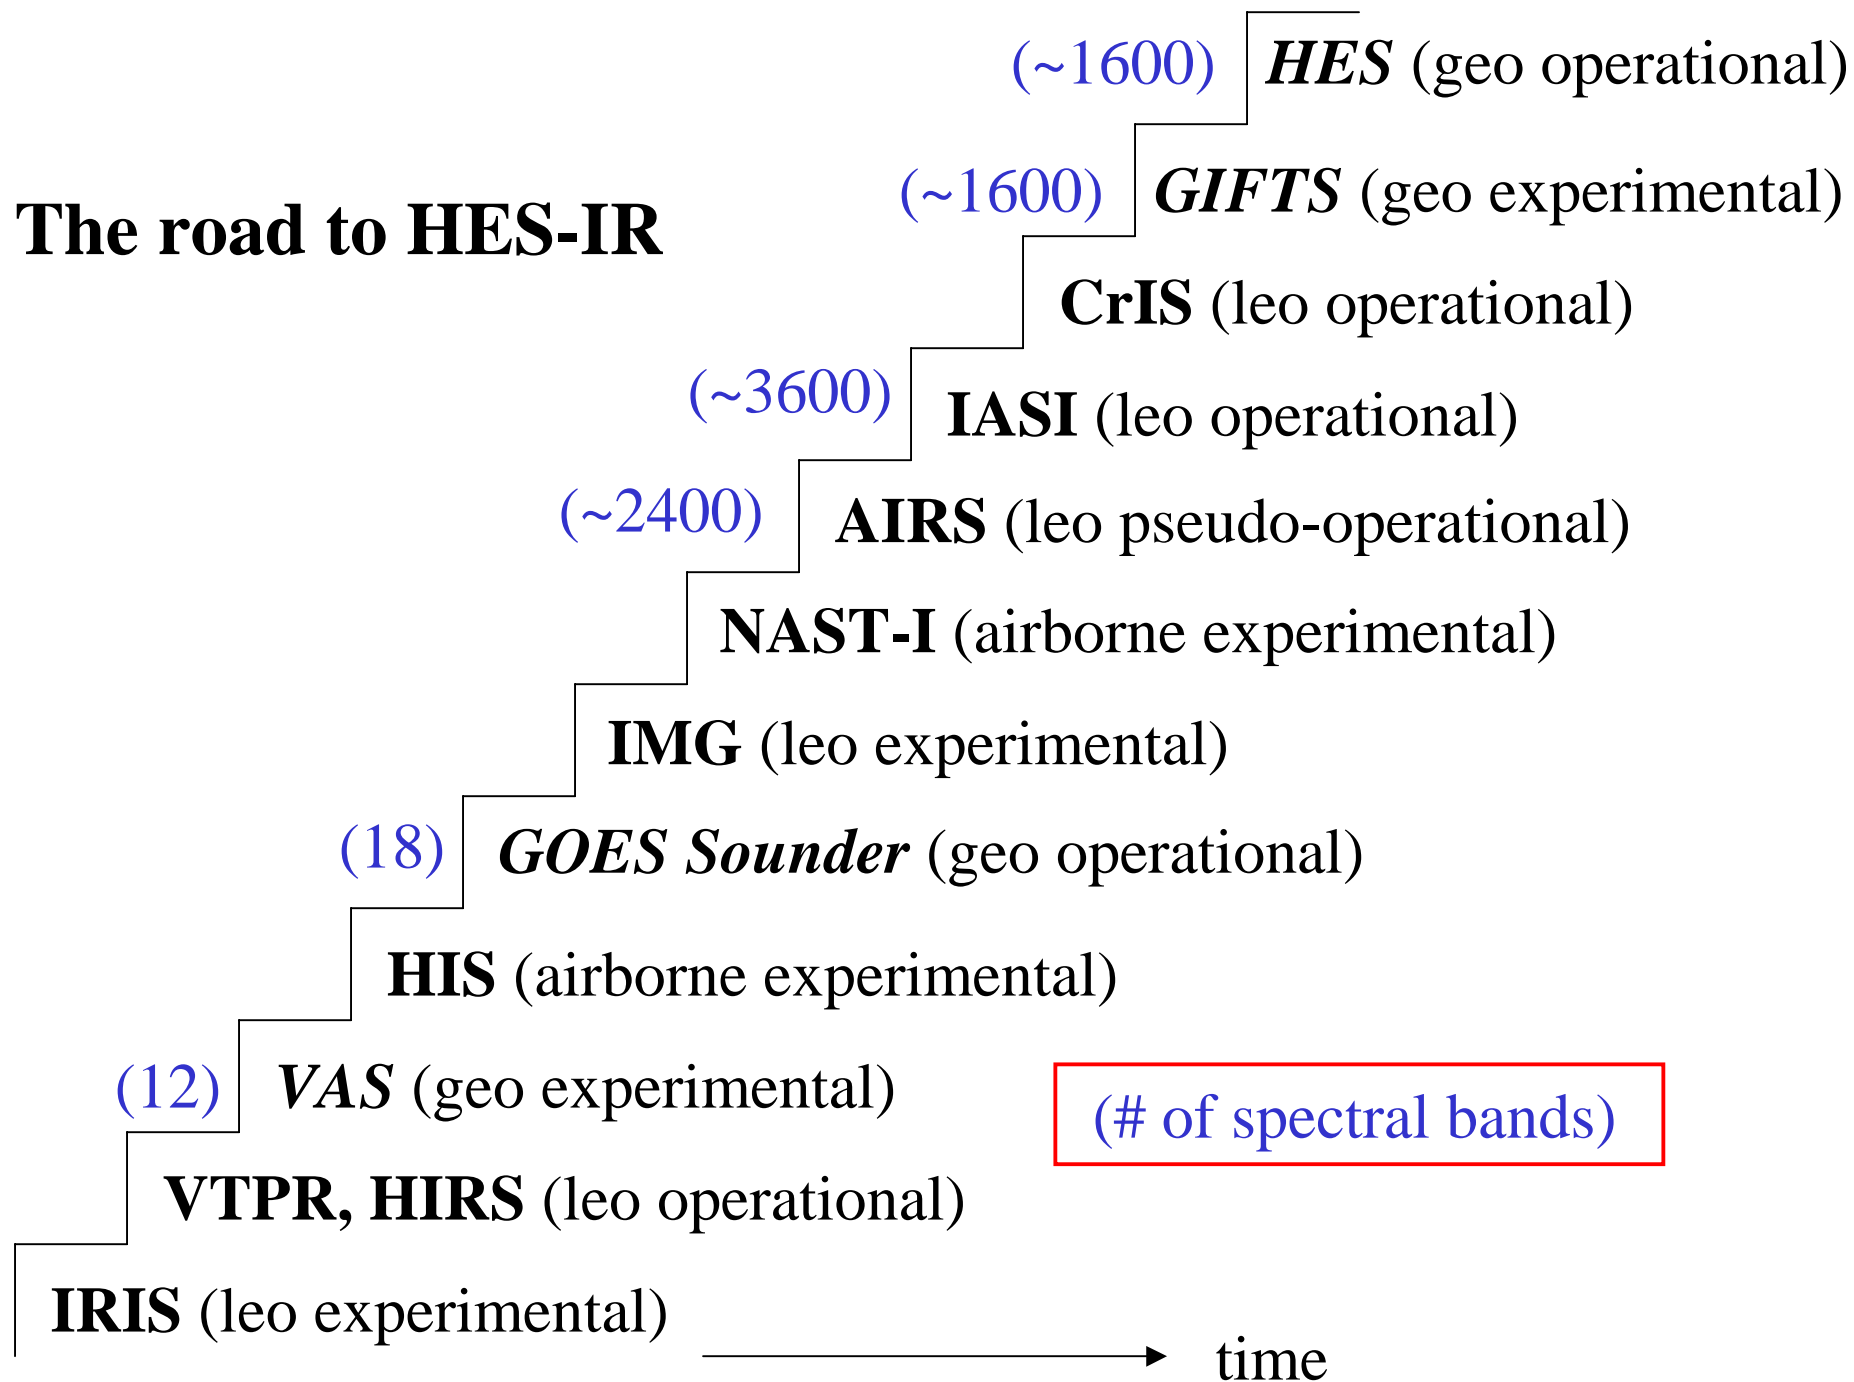 (~1600) HES (geo operational)
(~1600) GIFTS (geo experimental)
The road to HES-IR
CrIS (leo operational)
(~3600) IASI (leo operational)
(~2400) AIRS (leo pseudo-operational)
NAST-I (airborne experimental)
IMG (leo experimental)
(18) GOES Sounder (geo operational)
HIS (airborne experimental)
(12) VAS (geo experimental)
(# of spectral bands)
VTPR, HIRS (leo operational)
IRIS (leo experimental)
time